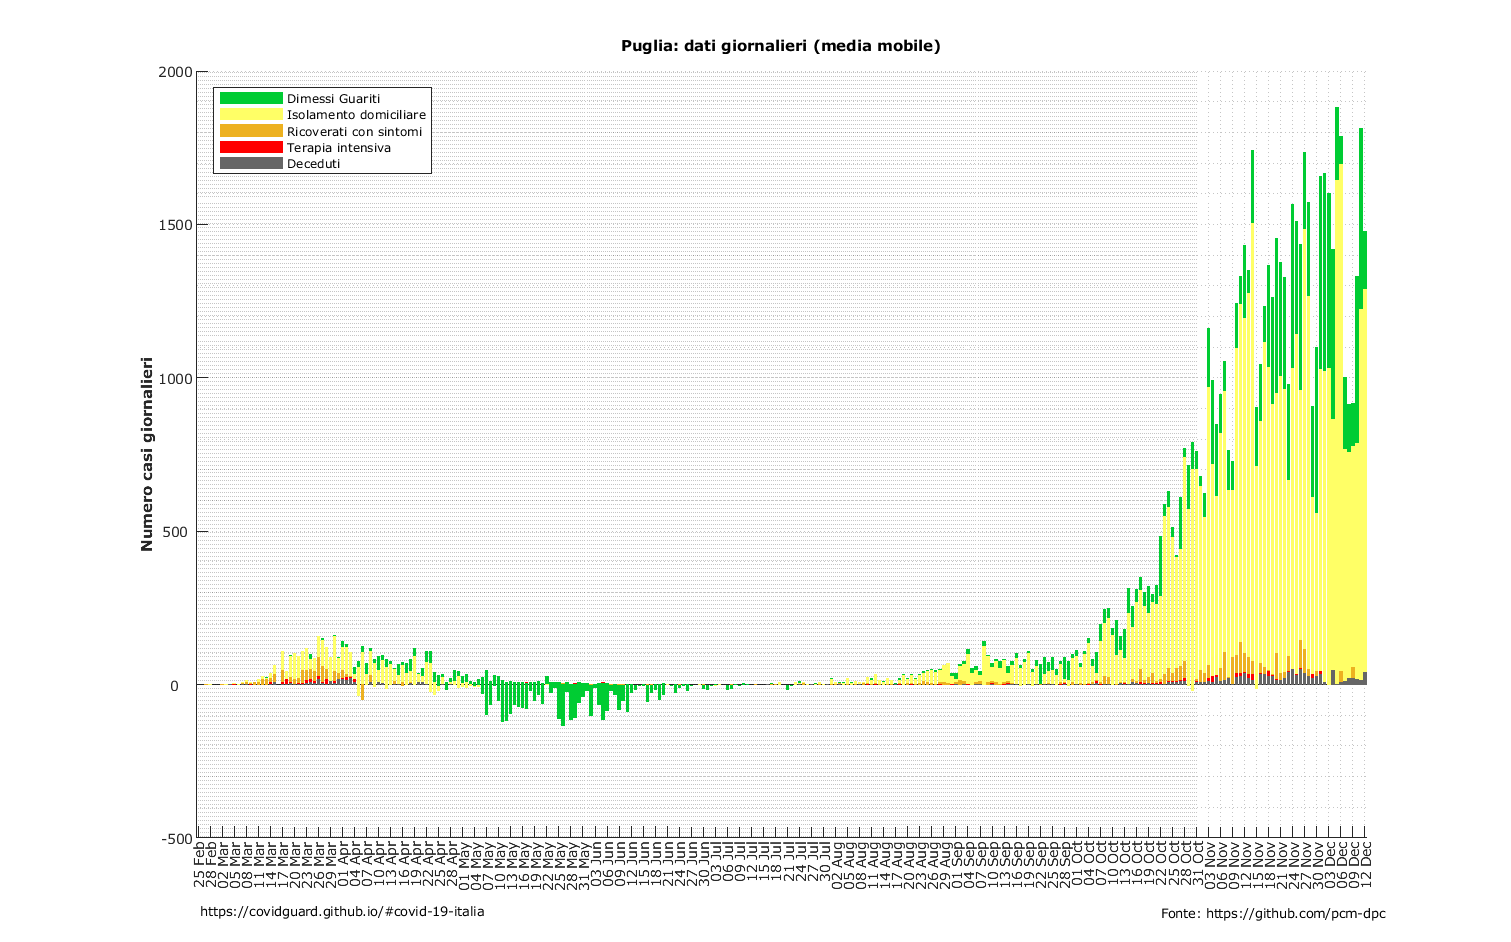 Puglia: dati giornalieri (media mobile)
2000
1500
1000
500
0
-500
Numero casi giornalieri
Dimessi Guariti
Isolamento domiciliare
Ricoverati con sintomi
Terapia intensiva
Deceduti
25 Feb
28 Feb
02 Mar
05 Mar
08 Mar
11 Mar
14 Mar
17 Mar
20 Mar
23 Mar
26 Mar
29 Mar
01 Apr
04 Apr
07 Apr
10 Apr
13 Apr
16 Apr
19 Apr
22 Apr
25 Apr
28 Apr
01 May
04 May
07 May
10 May
13 May
16 May
19 May
22 May
25 May
28 May
31 May
03 Jun
06 Jun
09 Jun
12 Jun
15 Jun
18 Jun
21 Jun
24 Jun
27 Jun
30 Jun
03 Jul
06 Jul
09 Jul
12 Jul
15 Jul
18 Jul
21 Jul
24 Jul
27 Jul
30 Jul
02 Aug
05 Aug
08 Aug
11 Aug
14 Aug
17 Aug
20 Aug
23 Aug
26 Aug
29 Aug
01 Sep
04 Sep
07 Sep
10 Sep
13 Sep
16 Sep
19 Sep
22 Sep
25 Sep
28 Sep
01 Oct
04 Oct
07 Oct
10 Oct
13 Oct
16 Oct
19 Oct
22 Oct
25 Oct
28 Oct
31 Oct
03 Nov
06 Nov
09 Nov
12 Nov
15 Nov
18 Nov
21 Nov
24 Nov
27 Nov
30 Nov
03 Dec
06 Dec
09 Dec
12 Dec
https://covidguard.github.io/#covid-19-italia
Fonte: https://github.com/pcm-dpc